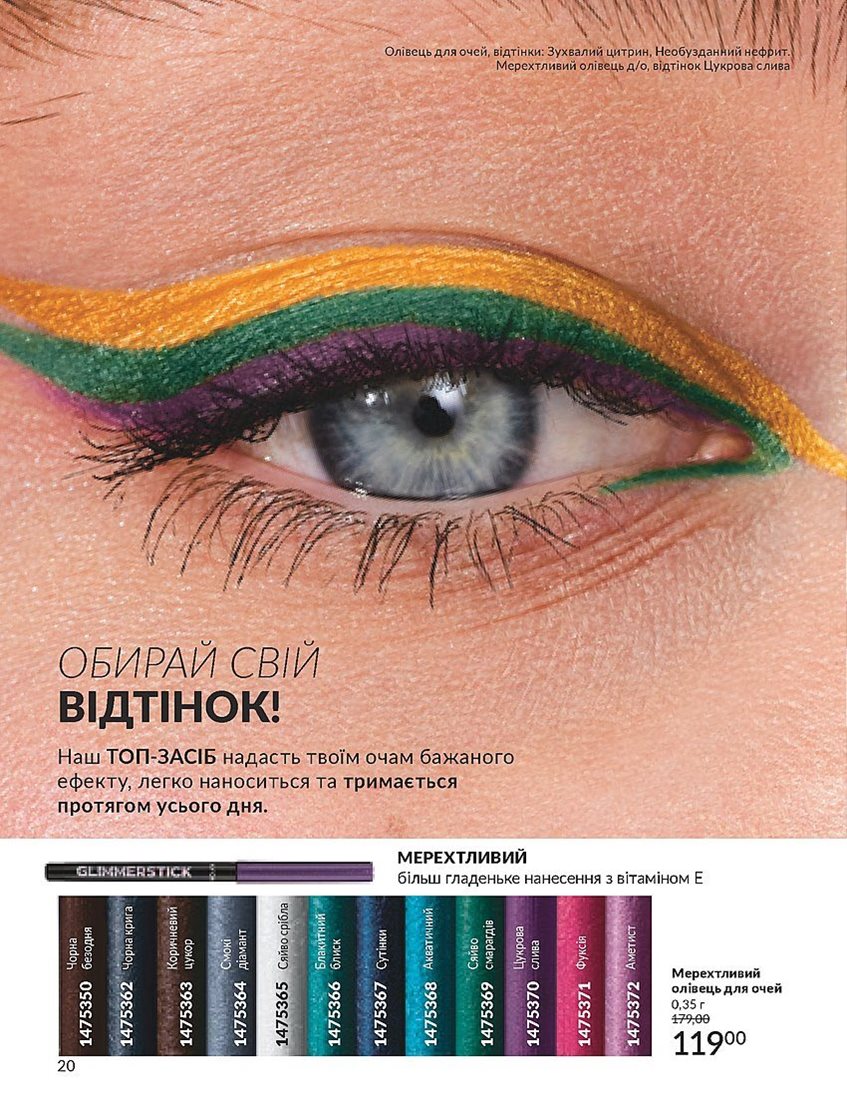 Олівець для очей, відтінки: Зухвалий цитрин, Необузданний нефрит.
Мерехтливий олівець д/о, відтінок Цукрова слива
ОБИРАЙ СВІЙ
ВІДТІНОК!
Наш ТОП-ЗАСІБ надасть твоїм очам бажаного
ефекту, легко наноситься та тримається
протягом усього дня.
GLIMMERSTICK
МЕРЕХТЛИВИЙ
більш гладеньке нанесення з вітаміном Е
1475350 Чорна безодня
1475362 Чорна крига
1475363 Коричневий цукор
1475364 Смокі діамант
1475365 Сяйво срібла
1475366 Блакитний блиск
1475367 Сутінки
1475368 Акватичний
1475369 Сяйво смарагдів
1475370 Цукрова слива
1475371 Фуксія
1475372 Аметист
Мерехтливий
олівець для очей
0,35 г
179,00
11900
20